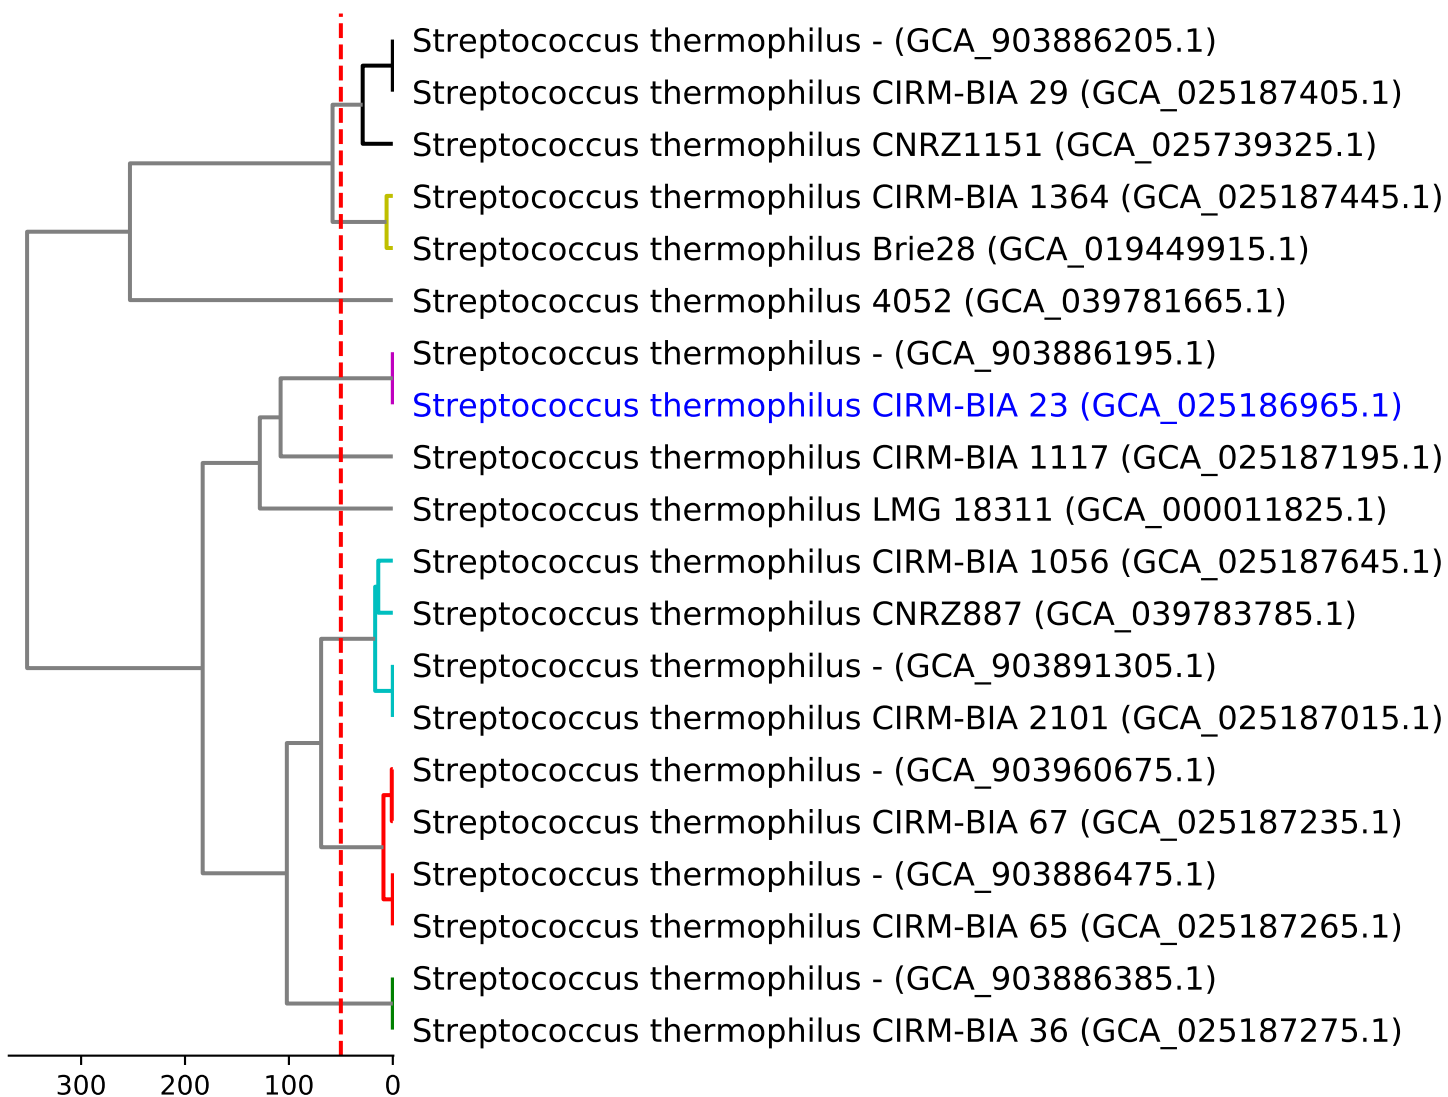 Streptococcus thermophilus - (GCA_903886205.1)
Streptococcus thermophilus CIRM-BIA 29 (GCA_025187405.1)
Streptococcus thermophilus CNRZ1151 (GCA_025739325.1)
Streptococcus thermophilus CIRM-BIA 1364 (GCA_025187445.1)
Streptococcus thermophilus Brie28 (GCA_019449915.1)
Streptococcus thermophilus 4052 (GCA_039781665.1)
Streptococcus thermophilus - (GCA_903886195.1)
Streptococcus thermophilus CIRM-BIA 23 (GCA_025186965.1)
Streptococcus thermophilus CIRM-BIA 1117 (GCA_025187195.1)
Streptococcus thermophilus LMG 18311 (GCA_000011825.1)
Streptococcus thermophilus CIRM-BIA 1056 (GCA_025187645.1)
Streptococcus thermophilus CNRZ887 (GCA_039783785.1)
Streptococcus thermophilus - (GCA_903891305.1)
Streptococcus thermophilus CIRM-BIA 2101 (GCA_025187015.1)
Streptococcus thermophilus - (GCA_903960675.1)
Streptococcus thermophilus CIRM-BIA 67 (GCA_025187235.1)
Streptococcus thermophilus - (GCA_903886475.1)
Streptococcus thermophilus CIRM-BIA 65 (GCA_025187265.1)
Streptococcus thermophilus - (GCA_903886385.1)
Streptococcus thermophilus CIRM-BIA 36 (GCA_025187275.1)
300 200 100 0